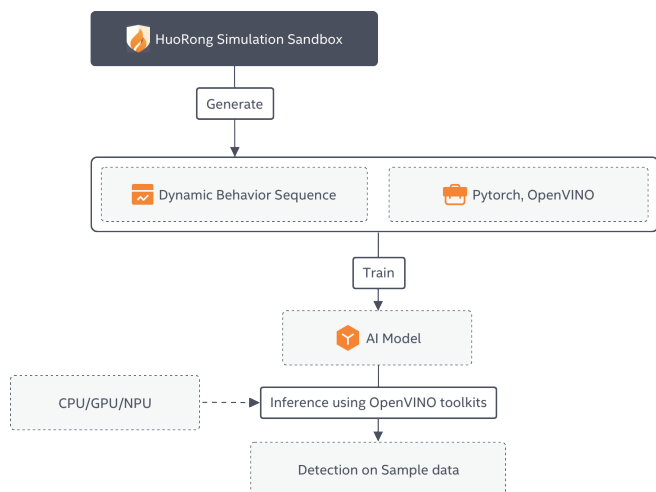 HuoRong Simulation Sandbox
Generate
Dynamic Behavior Sequence
Pytorch, OpenVINO
Train
AI Model
CPU/GPU/NPU
Inference using OpenVINO toolkits
Detection on Sample data